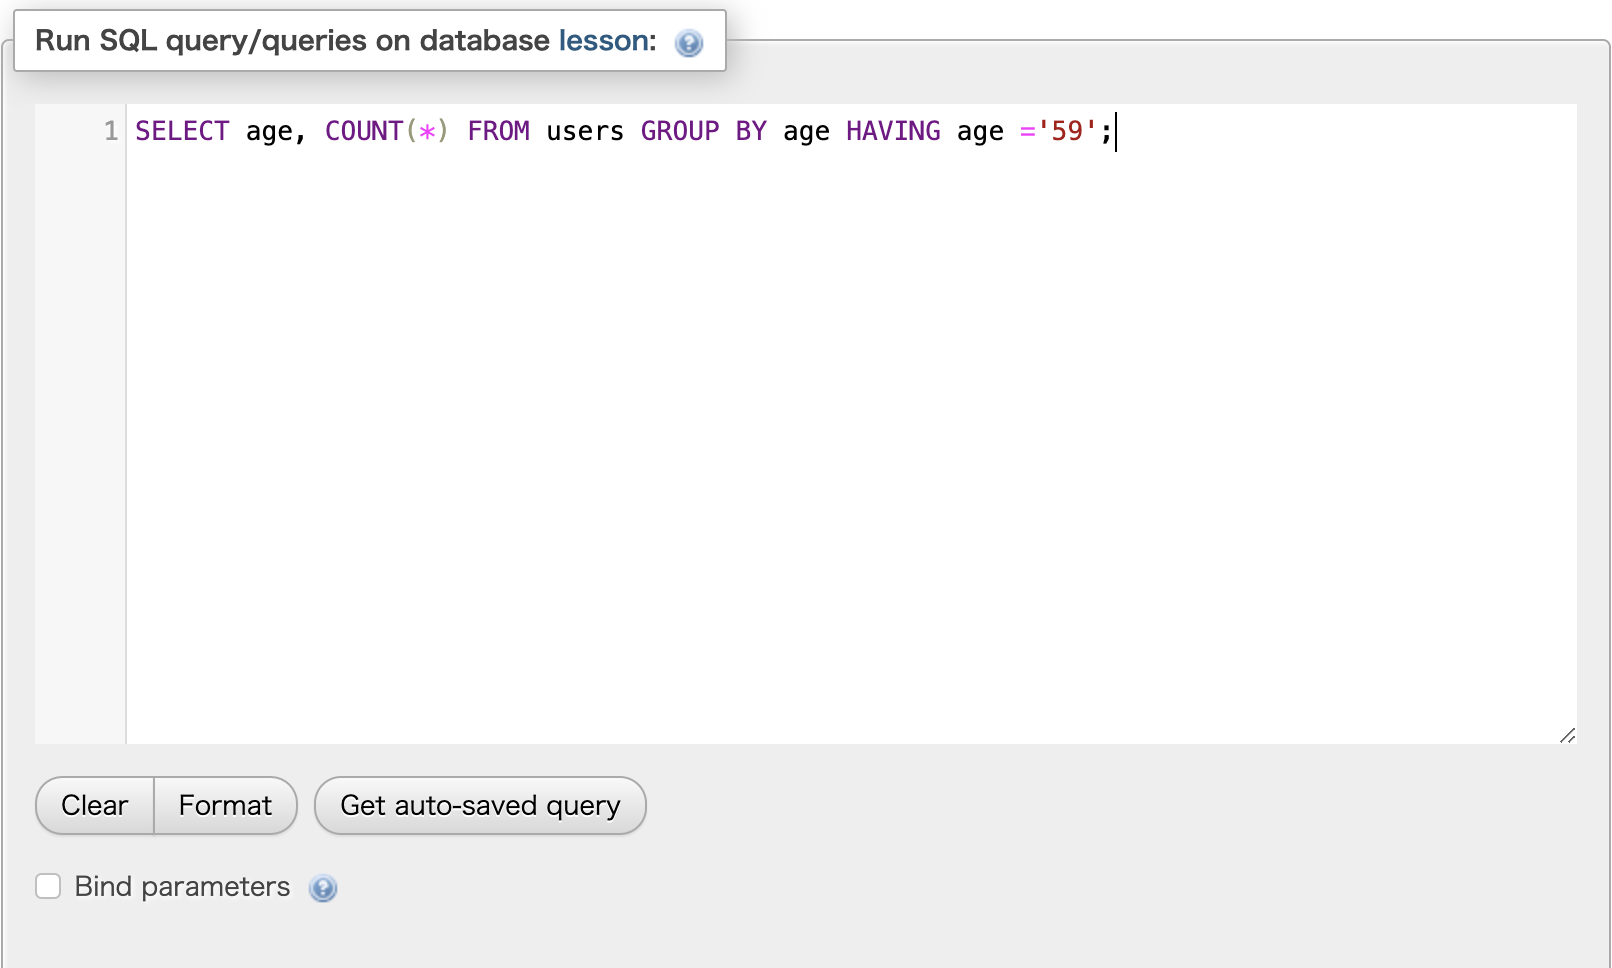 Run SQL query/queries on database lesson:
1 SELECT age, COUNT(*) FROM users GROUP BY age HAVING age ='59';
Clear Format Get auto-saved query
Bind parameters